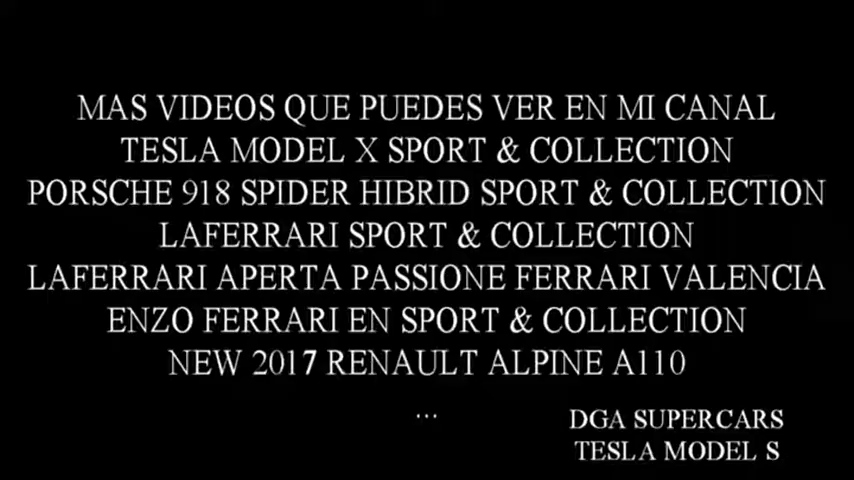 MAS VIDEOS QUE PUEDES VER EN MI CANAL
TESLA MODEL X SPORT & COLLECTION
PORSCHE 918 SPIDER HIBRID SPORT & COLLECTION
LAFERRARI SPORT & COLLECTION
LAFERRARI APERTA PASSIONE FERRARI VALENCIA
ENZO FERRARI EN SPORT & COLLECTION
NEW 2017 RENAULT ALPINE A110
...
DGA SUPERCARS
TESLA MODEL S